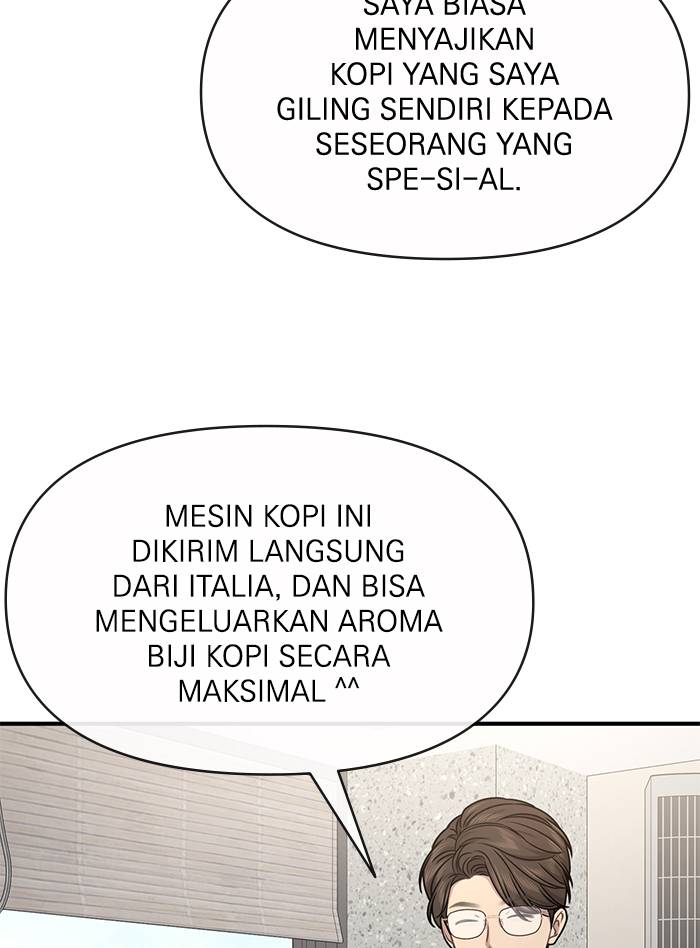 SAYA BIASA
MENYAJIKAN
KOPI YANG SAYA
GILING SENDIRI KEPADA
SESEORANG YANG
SPE-SI-AL.
MESIN KOPI INI
DIKIRIM LANGSUNG
DARI ITALIA, DAN BISA
MENGELUARKAN AROMA
BIJI KOPI SECARA
MAKSIMAL ^^